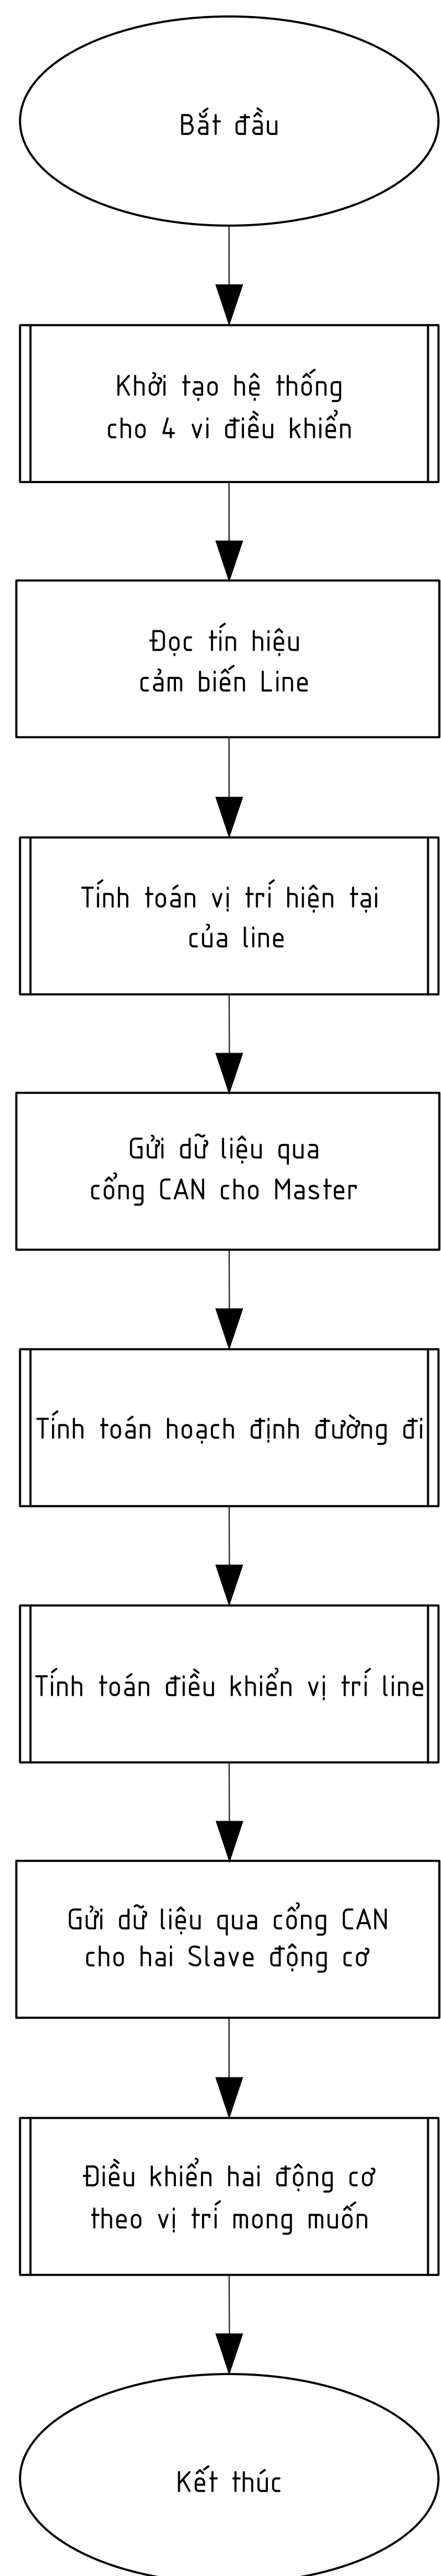 Bắt đầu
Khởi tạo hệ thống
cho 4 vi điều khiển
Đọc tín hiệu
cảm biến Line
Tính toán vị trí hiện tại
của line
Gửi dữ liệu qua
cổng CAN cho Master
Tính toán hoạch định đường đi
Tính toán điều khiển vị trí line
Gửi dữ liệu qua cổng CAN
cho hai Slave động cơ
Điều khiển hai động cơ
theo vị trí mong muốn
Kết thúc